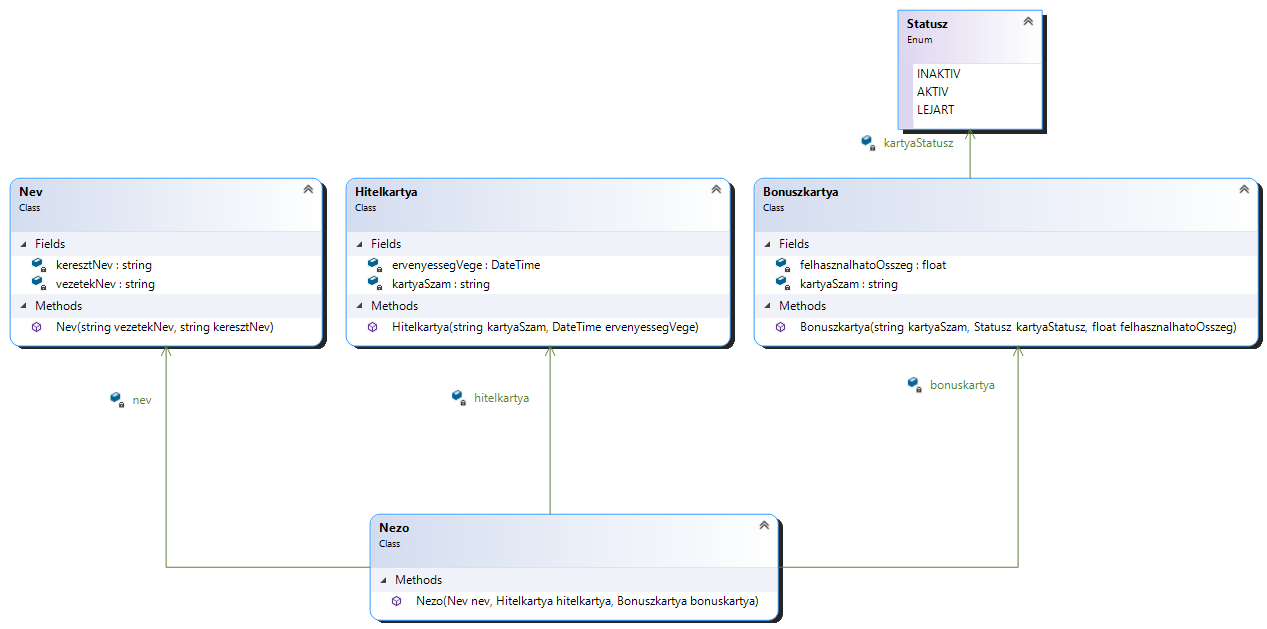 Statusz
Enum
INAKTIV
AKTIV
LEJART
kartyaStatusz
Nev
Class
Fields
keresztNev : string
vezetekNev : string
Methods
Nev(string vezetekNev, string keresztNev)
Hitelkartya
Class
Fields
ervenyessegVege : DateTime
kartyaSzam : string
Methods
Hitelkartya(string kartyaSzam, DateTime ervenyessegVege)
Bonuszkartya
Class
Fields
felhasznalhatoOsszeg : float
kartyaSzam : string
Methods
Bonuszkartya(string kartyaSzam, Statusz kartyaStatusz, float felhasznalhatoOsszeg)
nev
hitelkartya
bonuskartya
Nezo
Class
Methods
Nezo(Nev nev, Hitelkartya hitelkartya, Bonuszkartya bonuskartya)